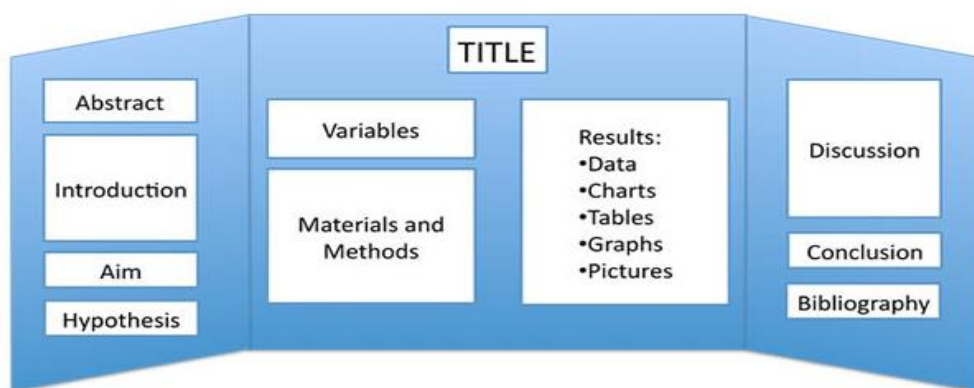 TITLE
Abstract
Introduction
Aim
Hypothesis
Variables
Materials and
Methods
Results:
•Data
•Charts
•Tables
•Graphs
•Pictures
Discussion
Conclusion
Bibliography